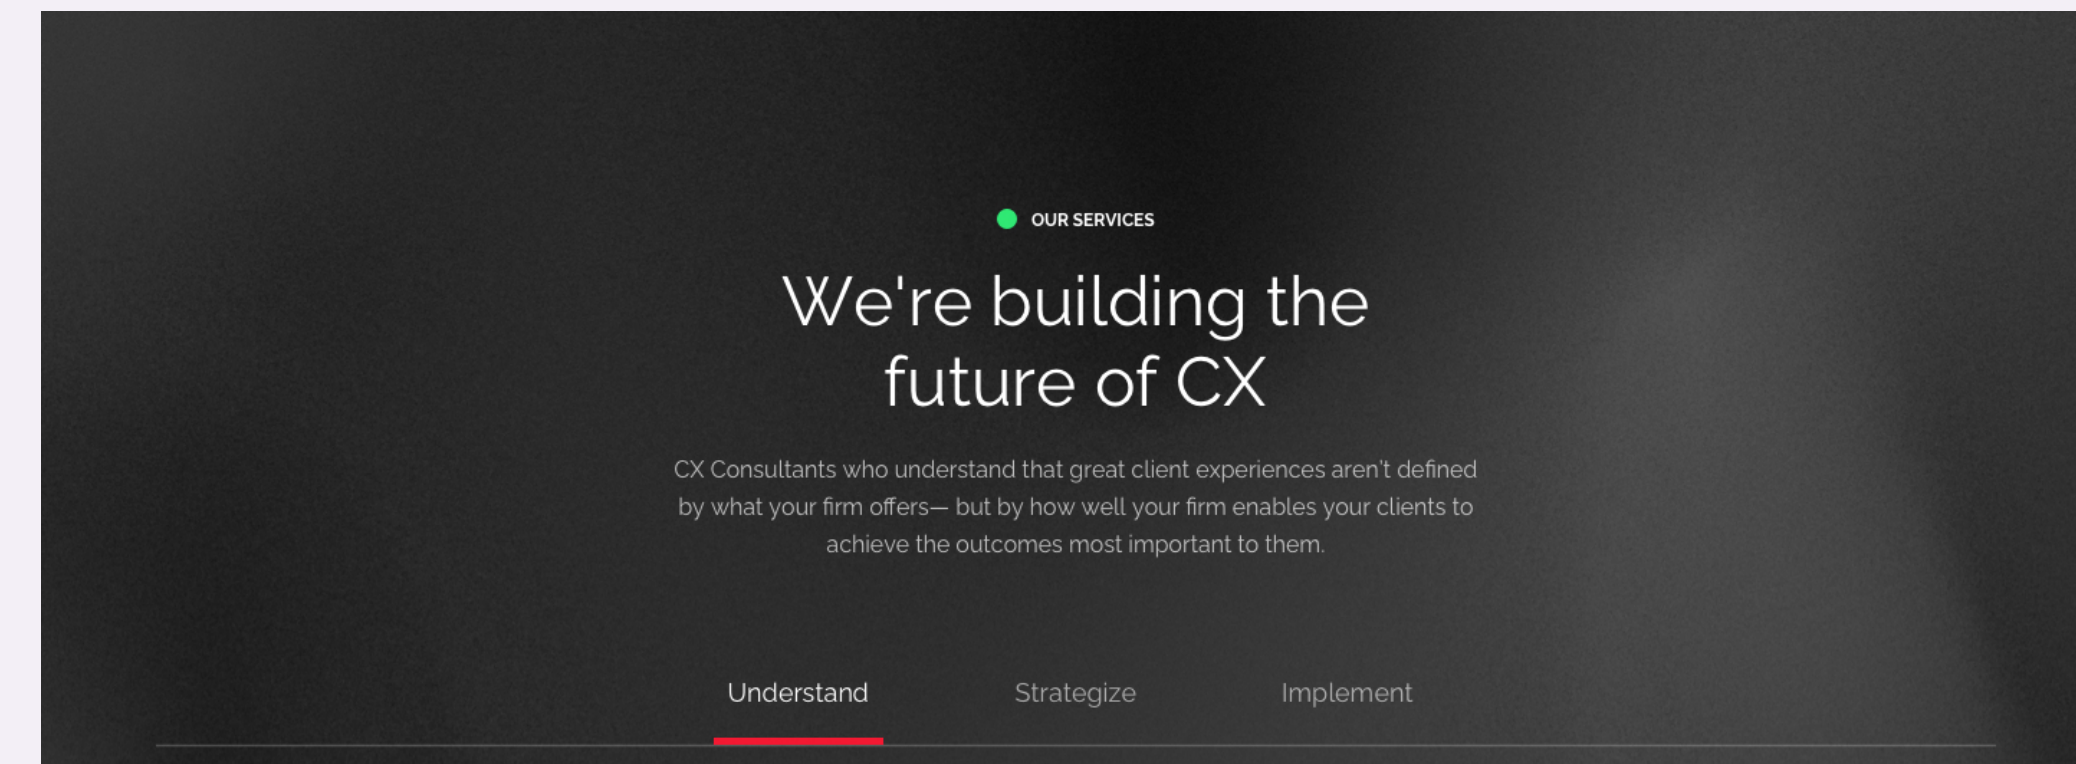 OUR SERVICES
We're building the
future of CX
CX Consultants who understand that great client experiences aren't defined
by what your firm offers— but by how well your firm enables your clients to
achieve the outcomes most important to them.
Understand
Strategize
Implement